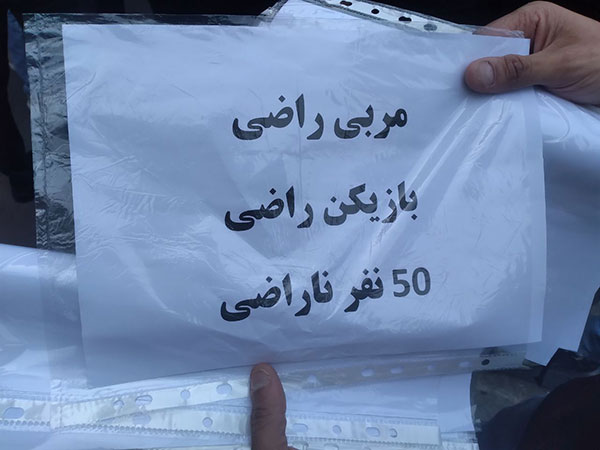 مربی راضی
بازیکن راضی
50 نفر ناراضی